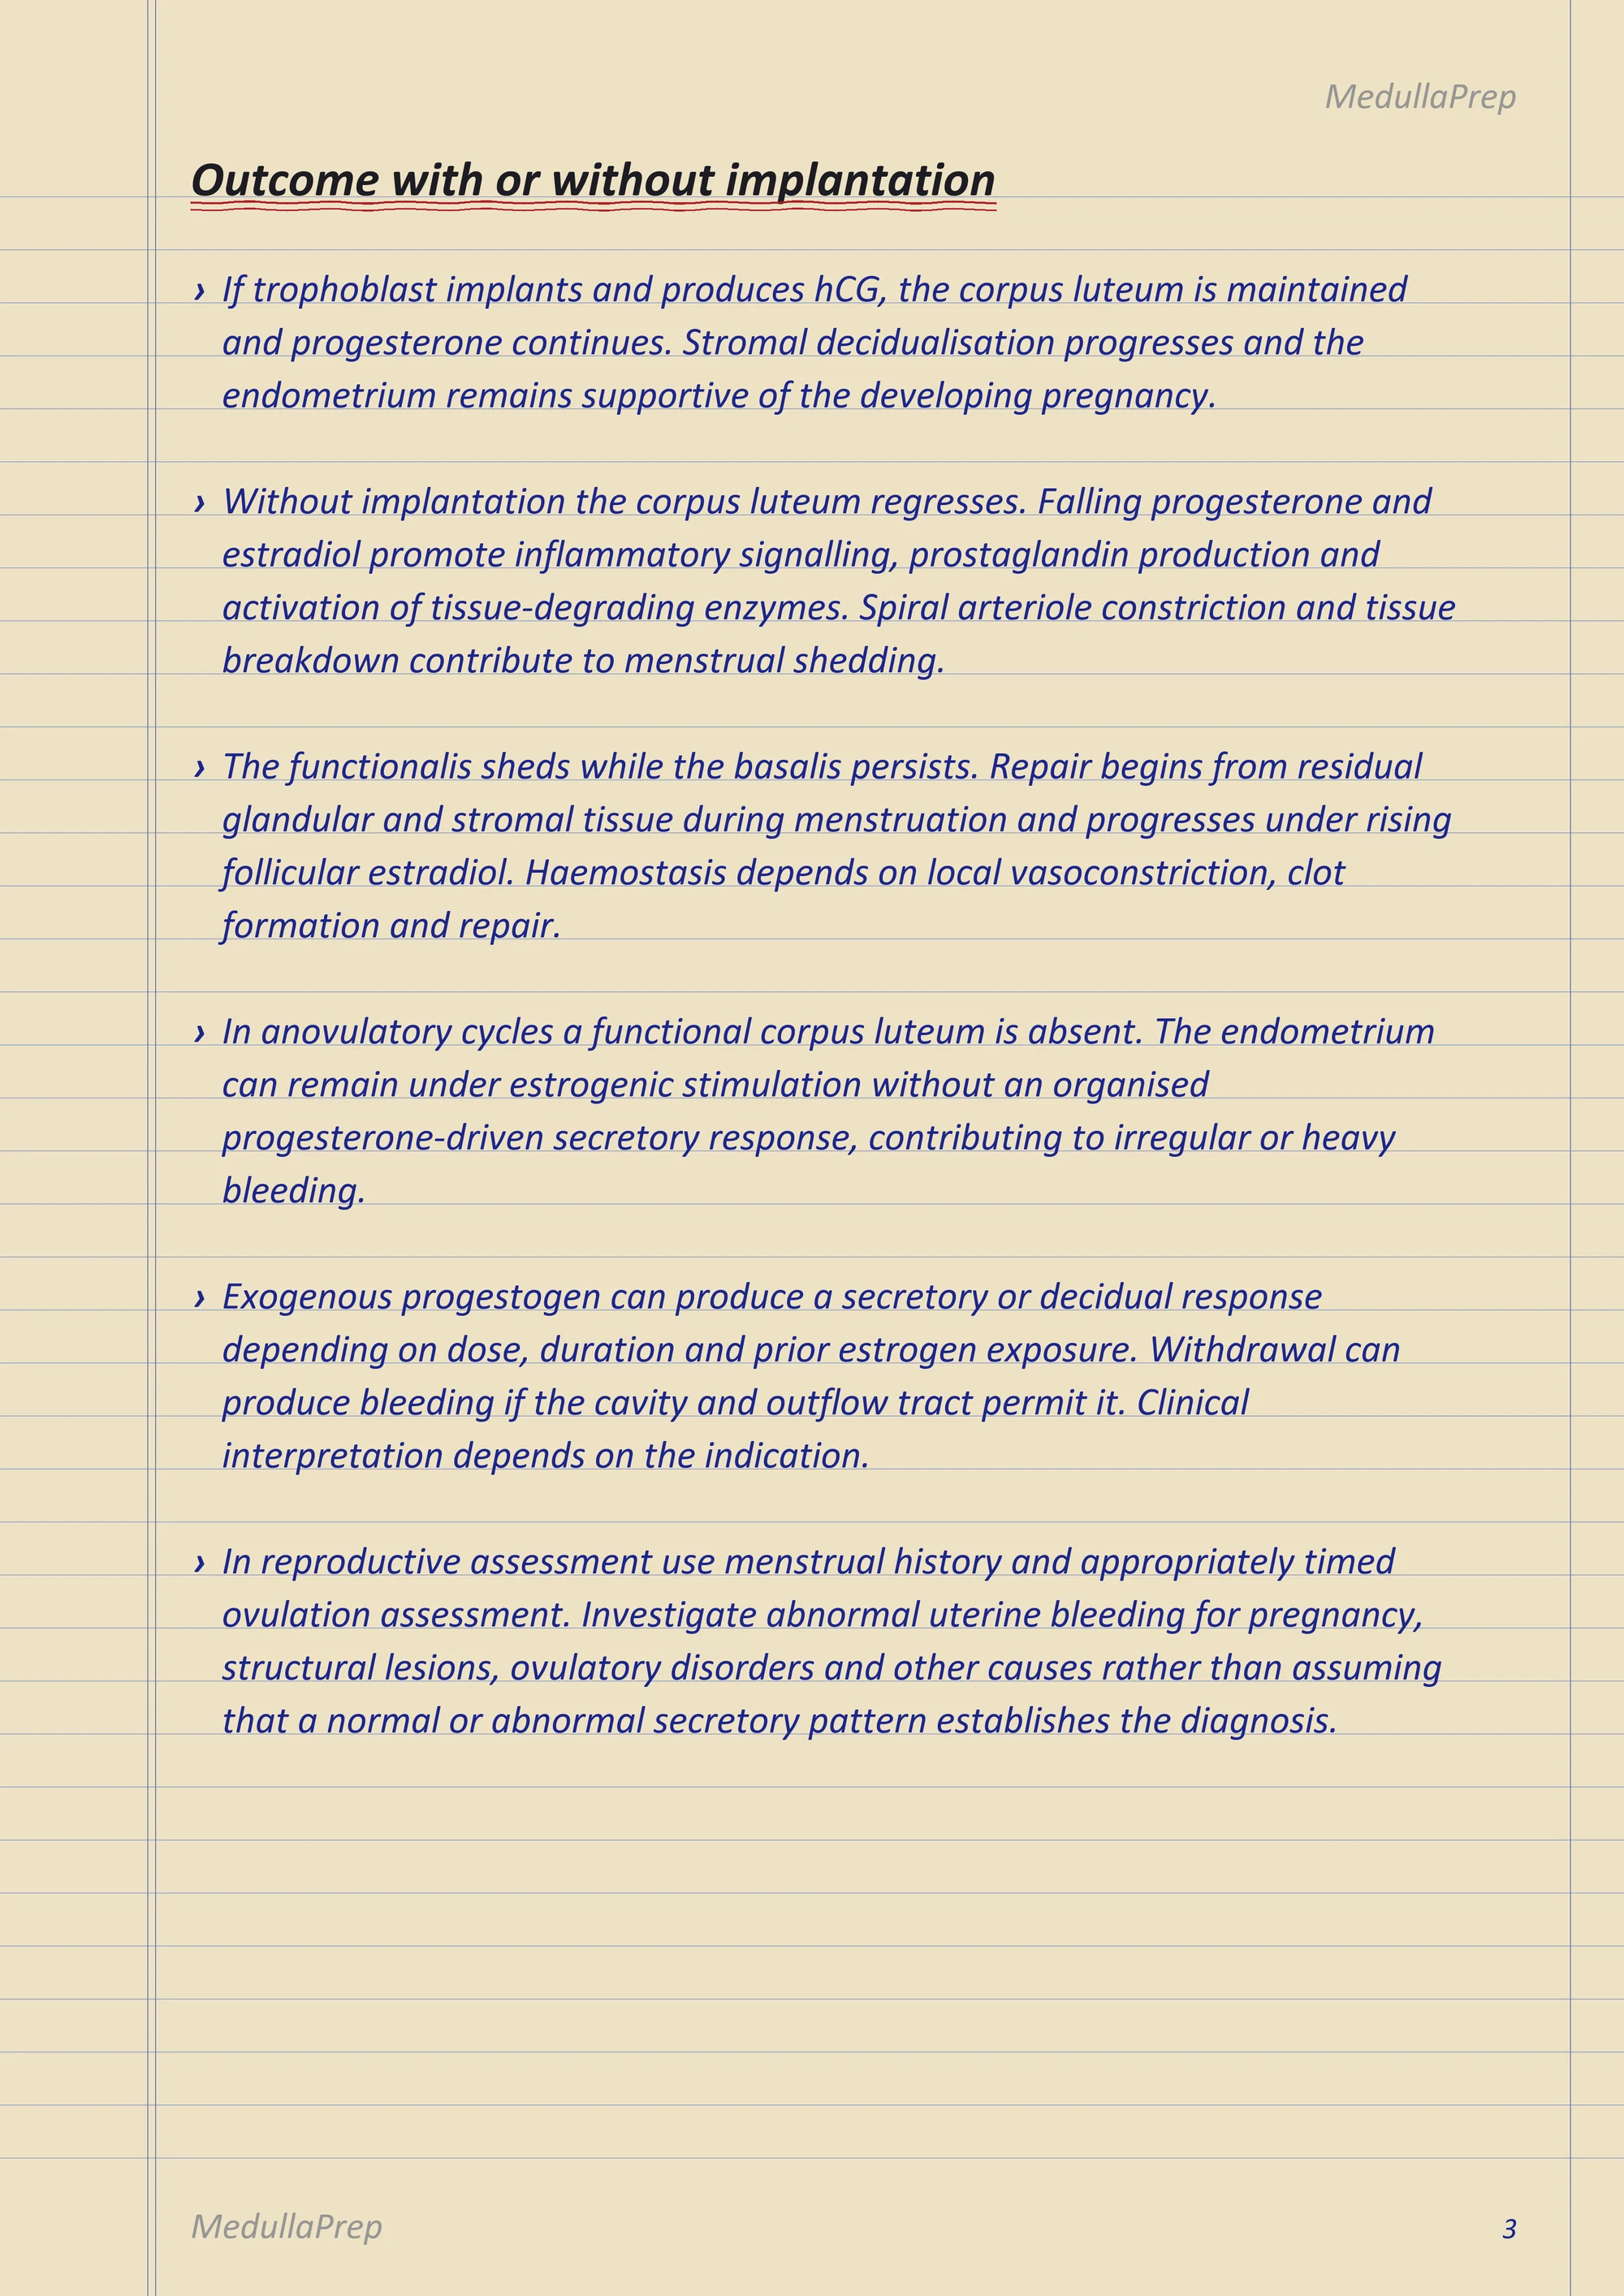 MedullaPrep
Outcome with or without implantation
› If trophoblast implants and produces hCG, the corpus luteum is maintained
and progesterone continues. Stromal decidualisation progresses and the
endometrium remains supportive of the developing pregnancy.
› Without implantation the corpus luteum regresses. Falling progesterone and
estradiol promote inflammatory signalling, prostaglandin production and
activation of tissue-degrading enzymes. Spiral arteriole constriction and tissue
breakdown contribute to menstrual shedding.
› The functionalis sheds while the basalis persists. Repair begins from residual
glandular and stromal tissue during menstruation and progresses under rising
follicular estradiol. Haemostasis depends on local vasoconstriction, clot
formation and repair.
› In anovulatory cycles a functional corpus luteum is absent. The endometrium
can remain under estrogenic stimulation without an organised
progesterone-driven secretory response, contributing to irregular or heavy
bleeding.
› Exogenous progestogen can produce a secretory or decidual response
depending on dose, duration and prior estrogen exposure. Withdrawal can
produce bleeding if the cavity and outflow tract permit it. Clinical
interpretation depends on the indication.
› In reproductive assessment use menstrual history and appropriately timed
ovulation assessment. Investigate abnormal uterine bleeding for pregnancy,
structural lesions, ovulatory disorders and other causes rather than assuming
that a normal or abnormal secretory pattern establishes the diagnosis.
MedullaPrep
3